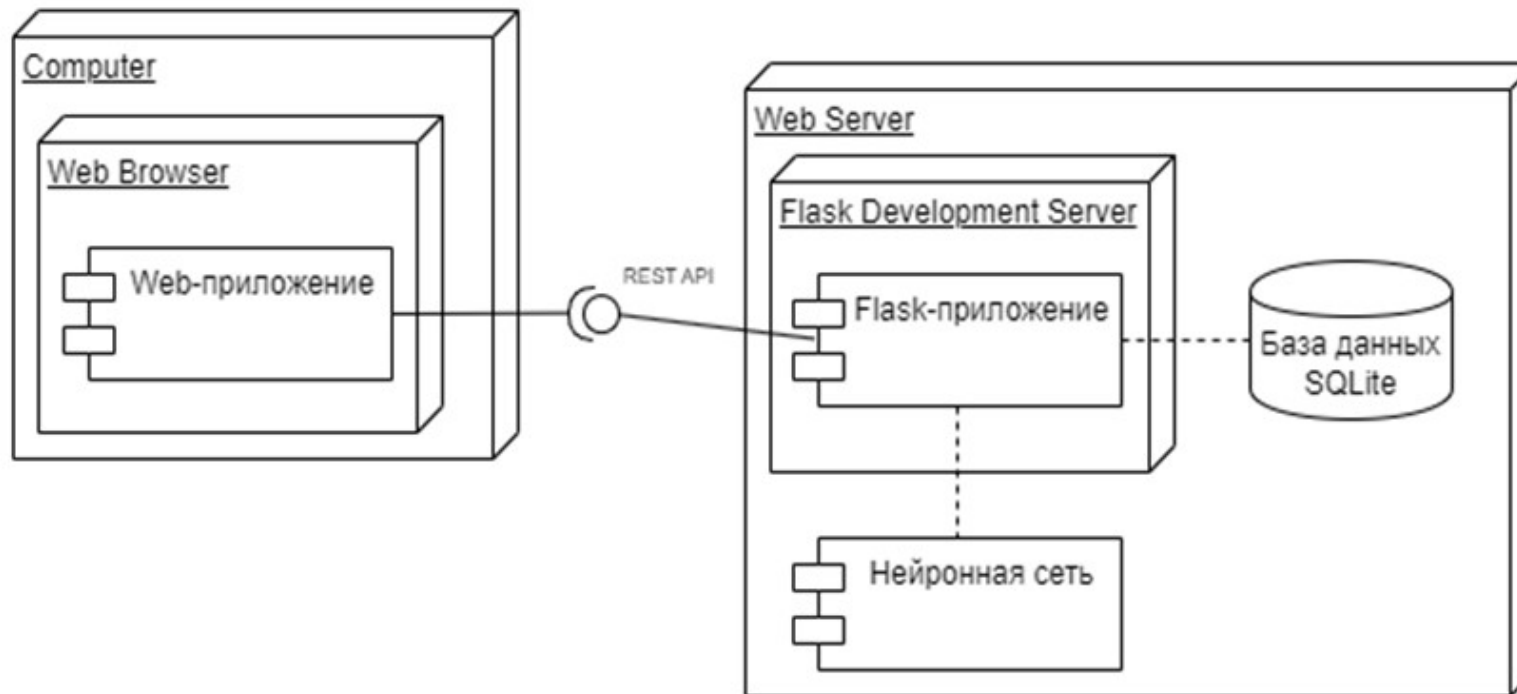 Computer
Web Browser
Web-приложение
REST API
Web Server
Flask Development Server
Flask-приложение
База данных
SQLite
Нейронная сеть